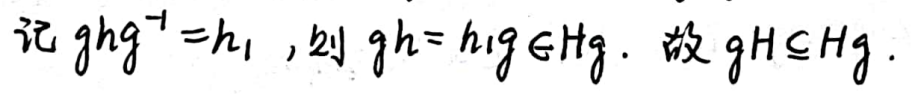 记 ghg⁻¹=h₁,则 gh=h₁g∈Hg. 故 gH⊆Hg.